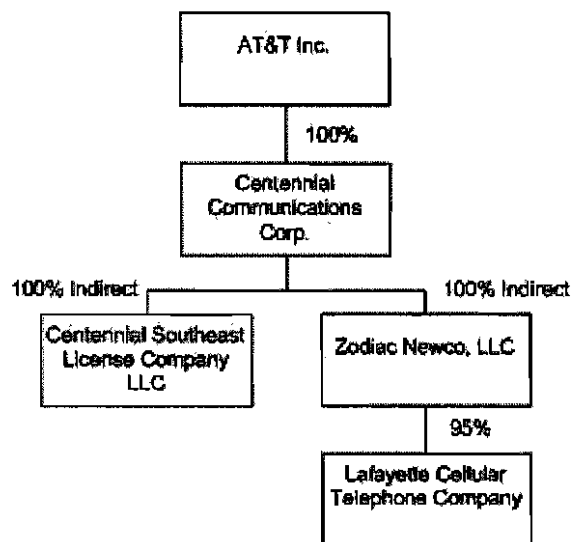 AT&T Inc.
100%
Centennial
Communications
Corp.
100% Indirect
100% Indirect
Centennial Southeast
License Company
LLC
Zodiac Newco, LLC
95%
Lafayette Cellular
Telephone Company